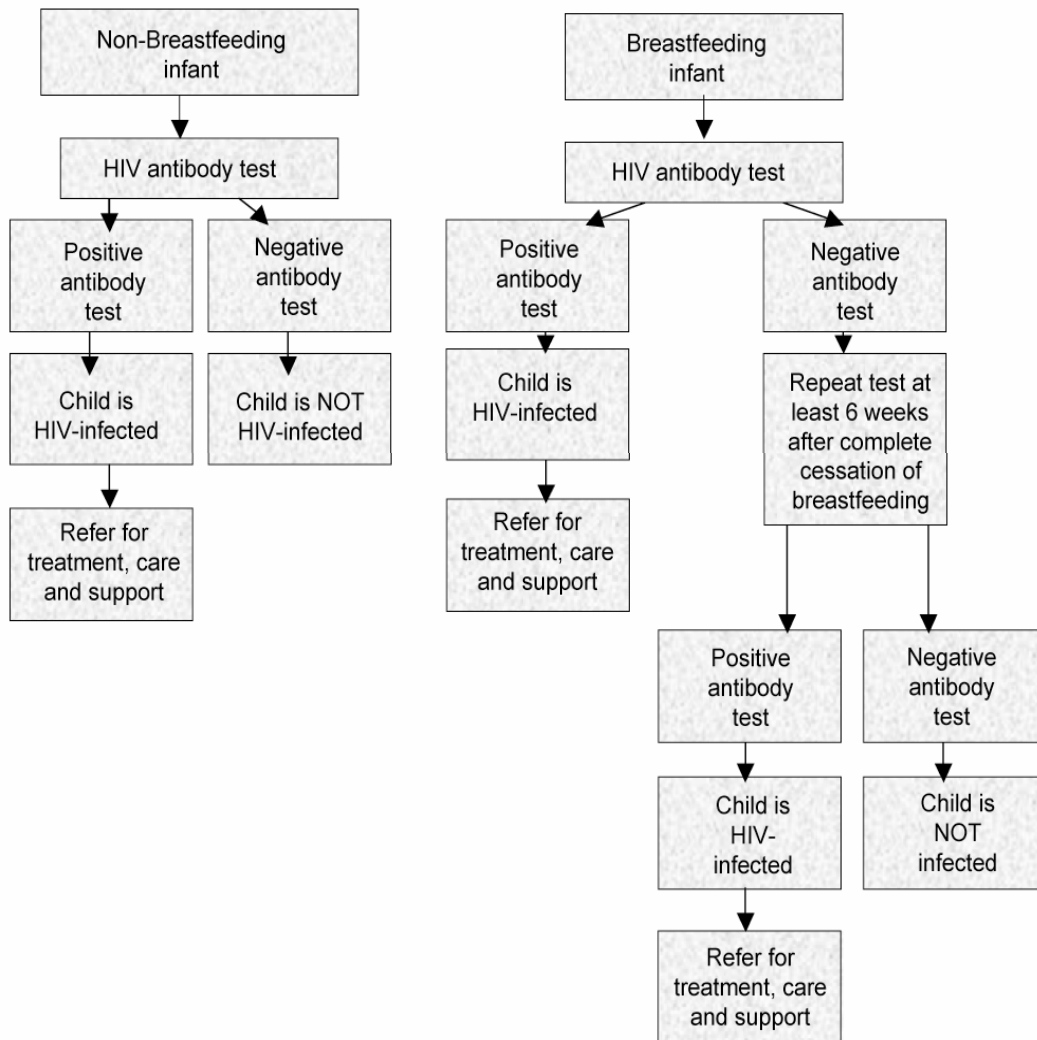 Non-Breastfeeding
infant
HIV antibody test
Positive
antibody
test
Negative
antibody
test
Child is
HIV-infected
Child is NOT
HIV-infected
Refer for
treatment, care
and support
Breastfeeding
infant
HIV antibody test
Positive
antibody
test
Negative
antibody
test
Child is
HIV-infected
Repeat test at
least 6 weeks
after complete
cessation of
breastfeeding
Refer for
treatment, care
and support
Positive
antibody
test
Negative
antibody
test
Child is
HIV-
infected
Child is
NOT
infected
Refer for
treatment, care
and support